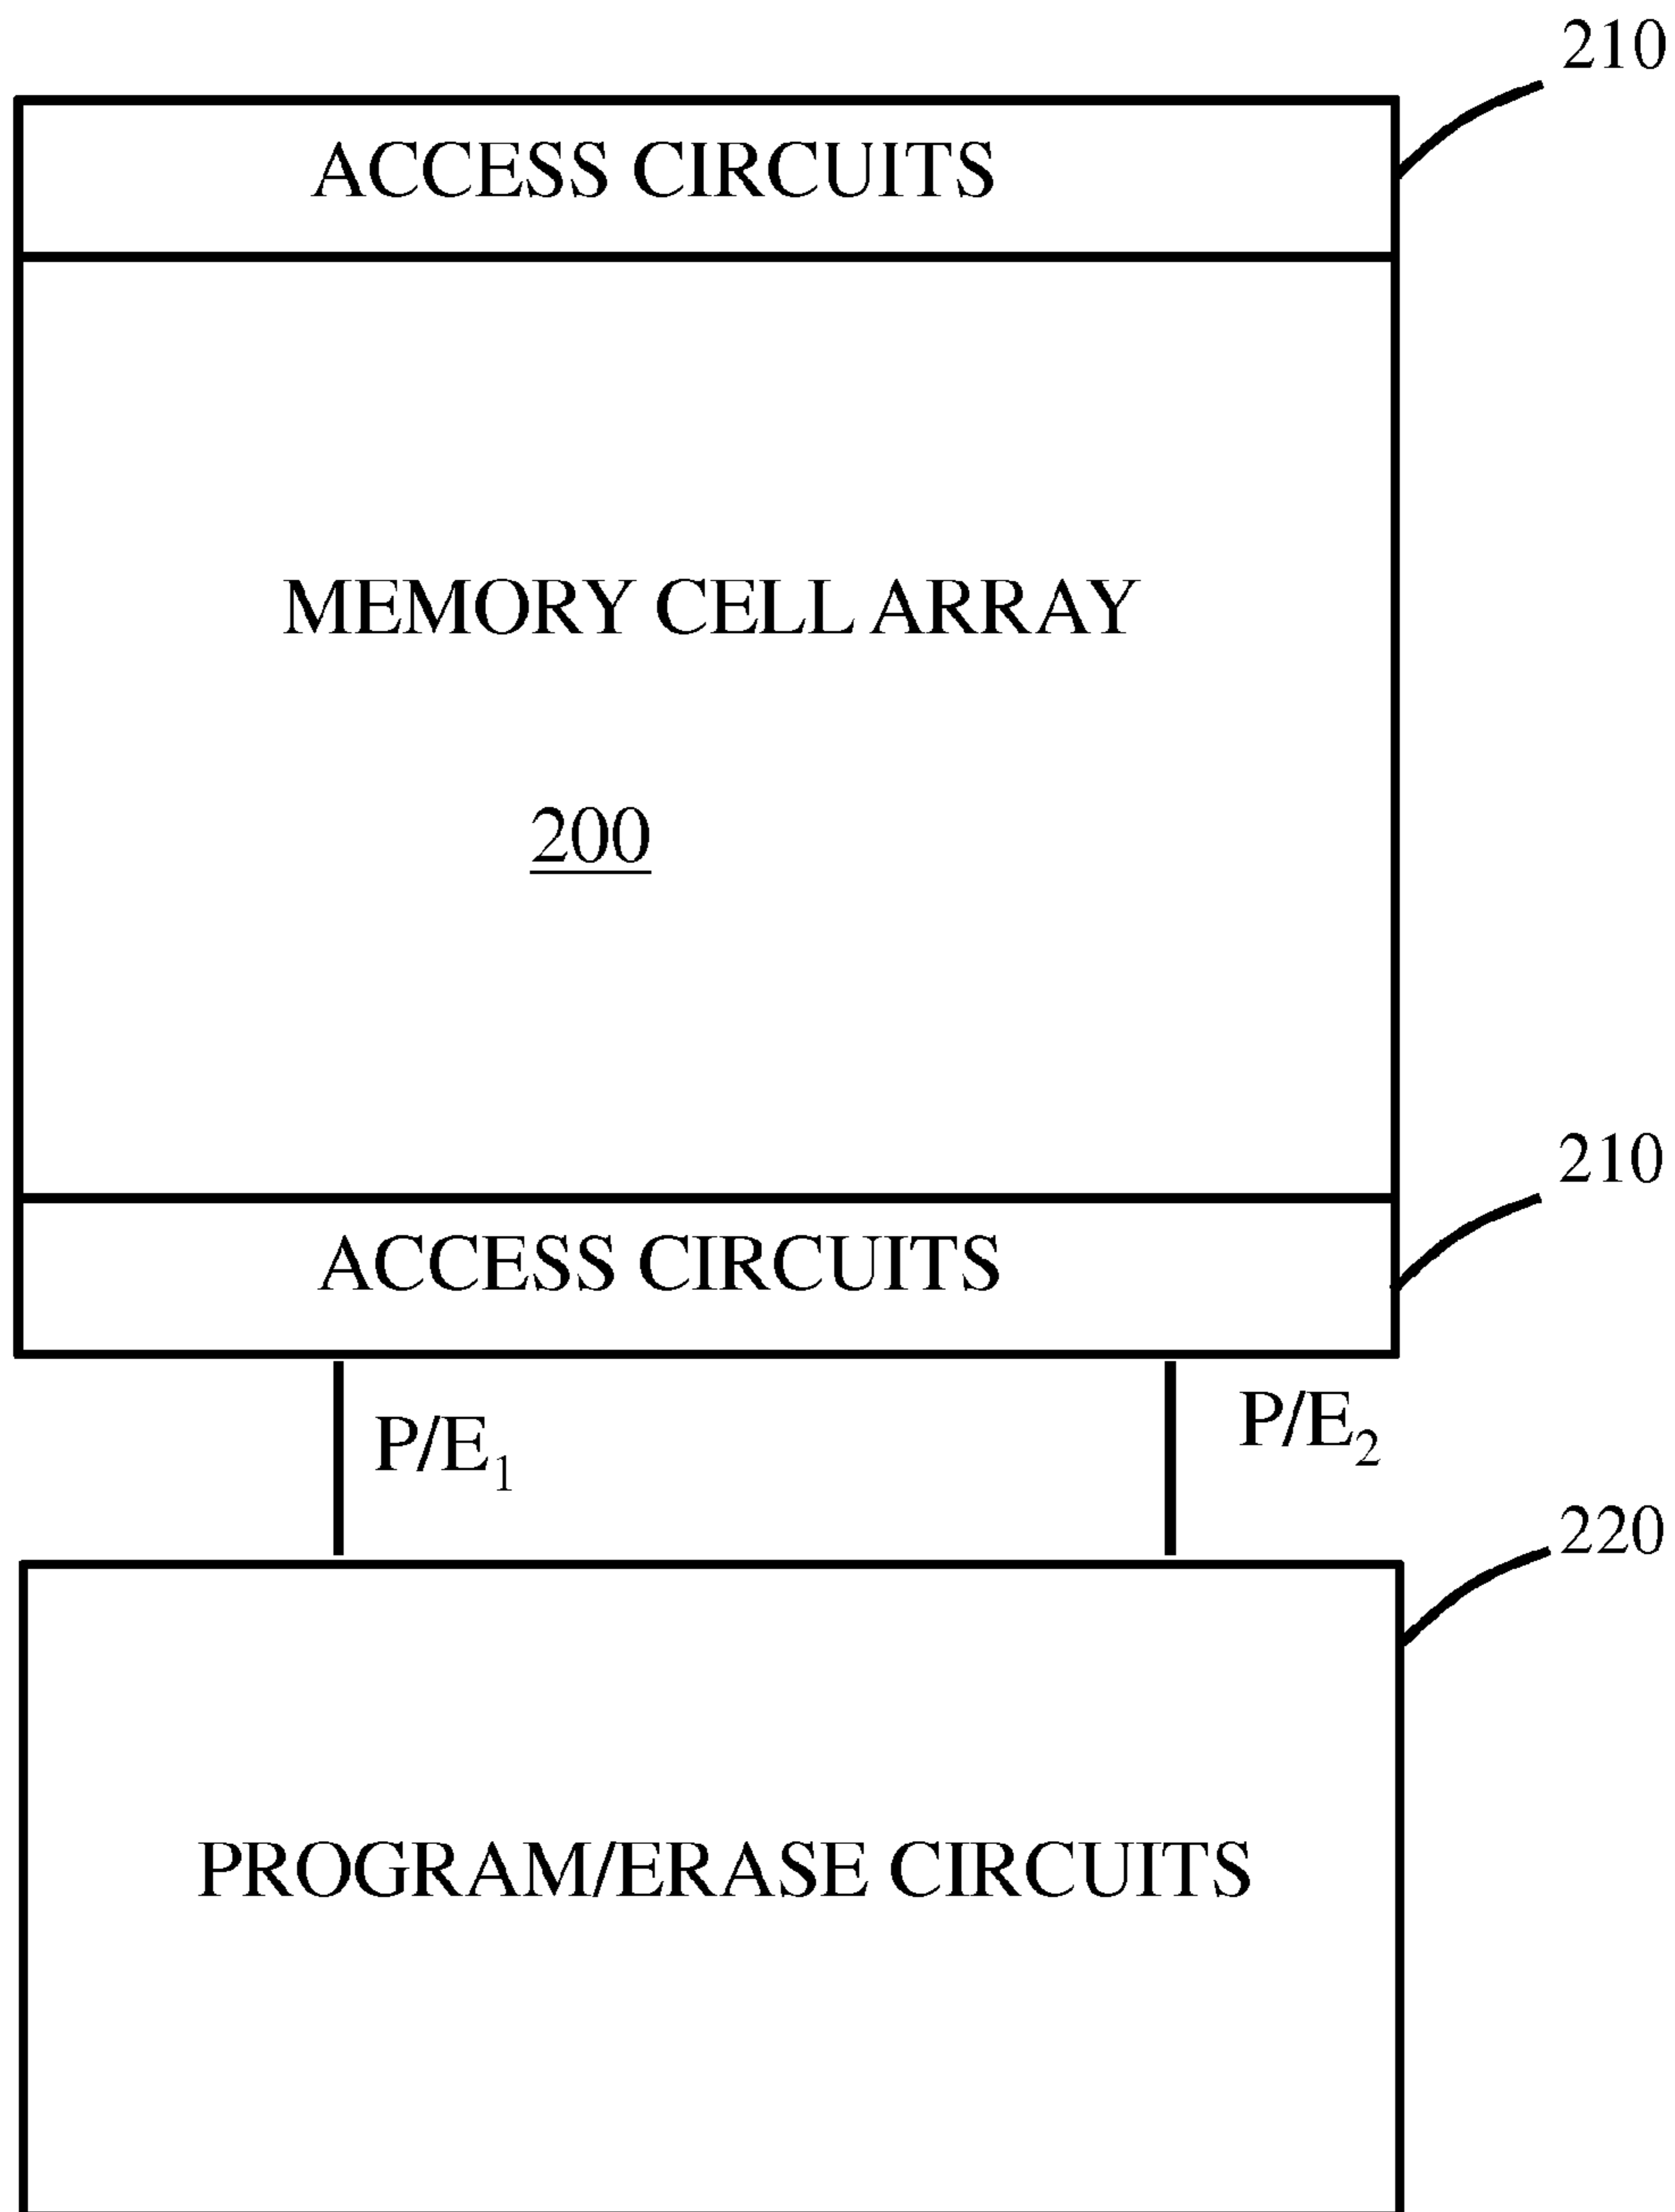 210
ACCESS CIRCUITS
MEMORY CELL ARRAY
200
210
ACCESS CIRCUITS
P/E₁
P/E₂
220
PROGRAM/ERASE CIRCUITS